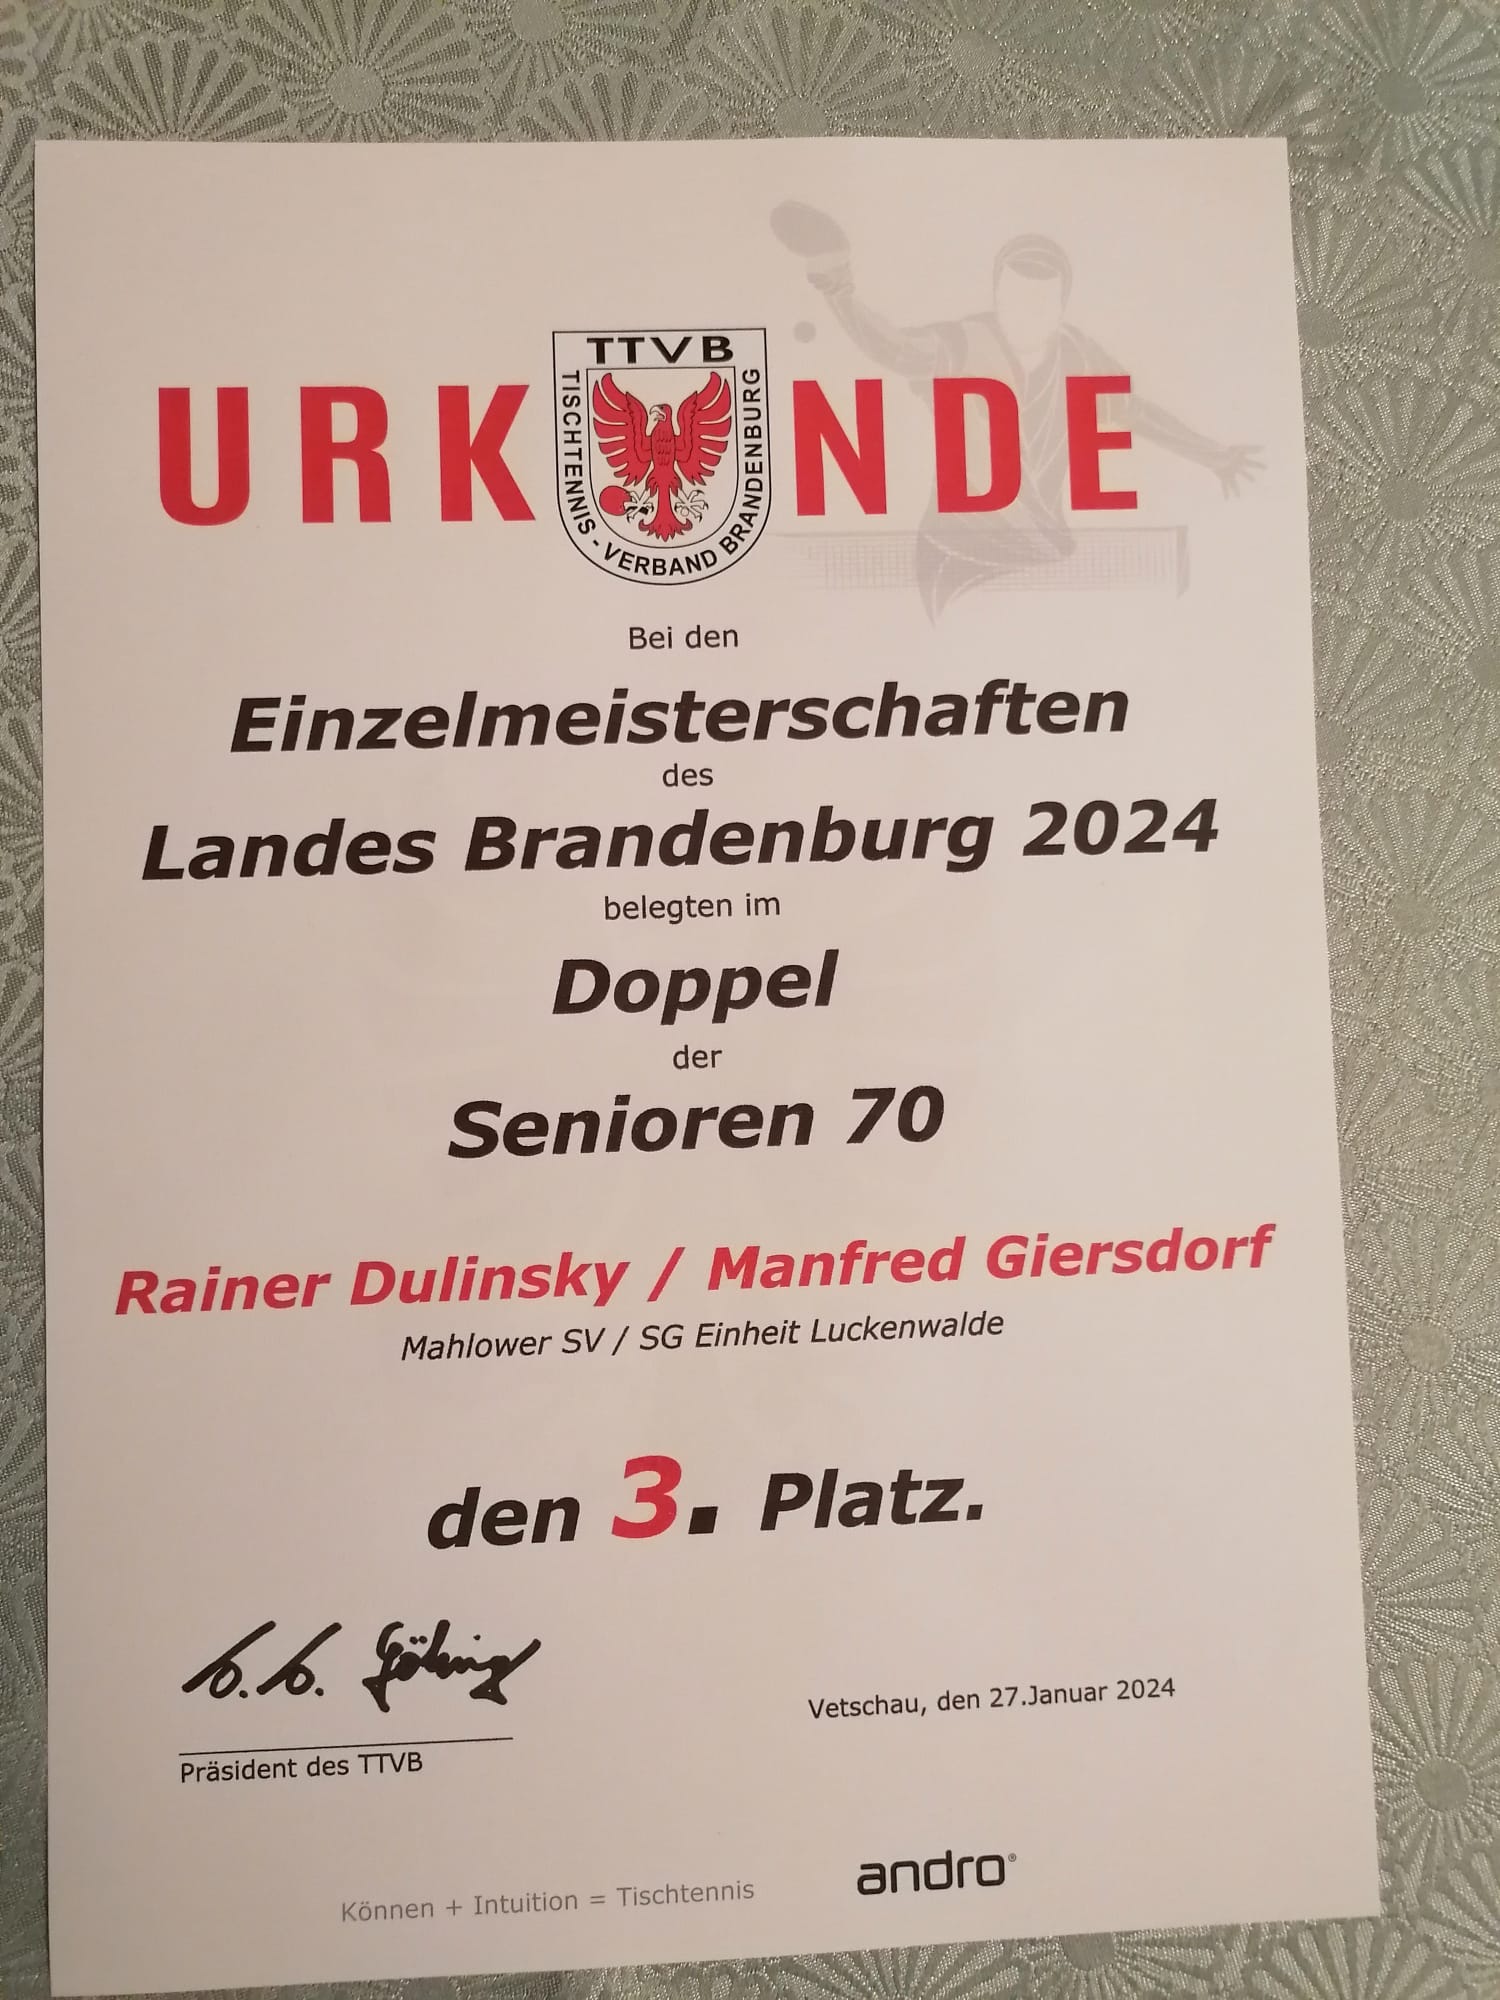 URKUNDE
TTVB
TISCHTENNIS - VERBAND BRANDENBURG
Bei den
Einzelmeisterschaften
des
Landes Brandenburg 2024
belegten im
Doppel
der
Senioren 70
Rainer Dulinsky / Manfred Giersdorf
Mahlower SV / SG Einheit Luckenwalde
den 3. Platz.
Vetschau, den 27.Januar 2024
Präsident des TTVB
andro®
Können + Intuition = Tischtennis